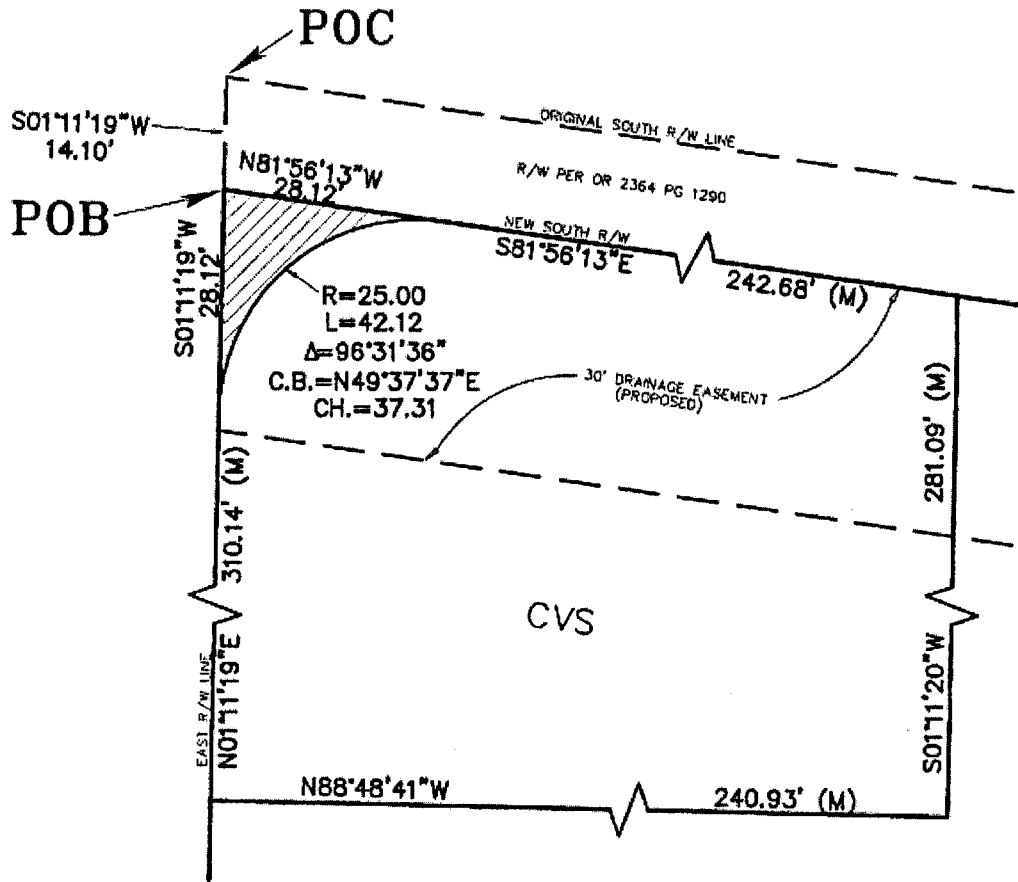 POC
S01°11'19"W
14.10'
ORIGINAL SOUTH R/W LINE
R/W PER OR 2364 PG 1290
N81°56'13"W
28.12'
POB
NEW SOUTH R/W
S81°56'13"E
242.68' (M)
S01°11'19"W
28.12'
R=25.00
L=42.12
Δ=96°31'36"
C.B.=N49°37'37"E
CH.=37.31
30' DRAINAGE EASEMENT
(PROPOSED)
281.09' (M)
310.14' (M)
CVS
EAST R/W LINE
N01°11'19"E
S01°11'20"W
N88°48'41"W
240.93' (M)